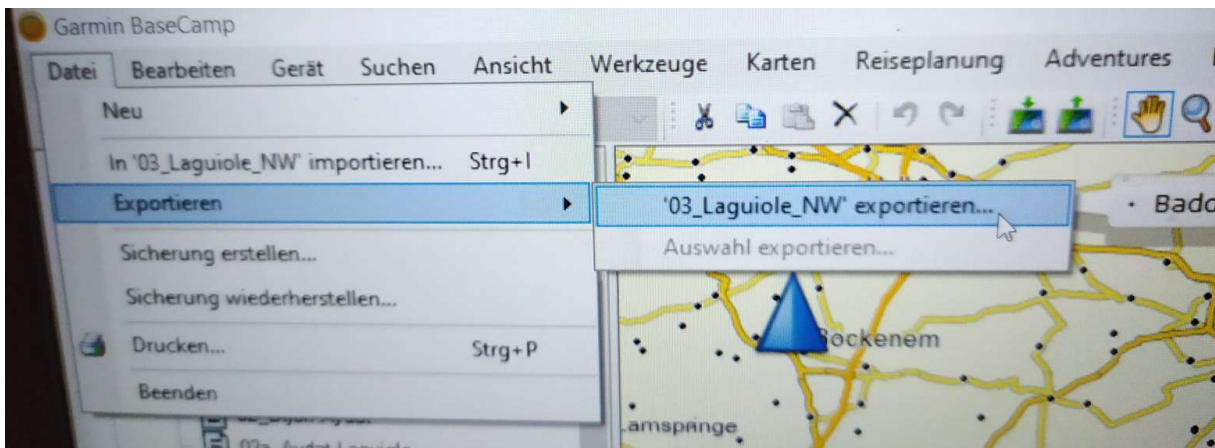 Garmin BaseCamp
Datei Bearbeiten Gerät Suchen Ansicht Werkzeuge Karten Reiseplanung Adventures
Neu
In '03_Laguiole_NW' importieren... Strg+I
Exportieren
'03_Laguiole_NW' exportieren...
Auswahl exportieren...
Sicherung erstellen...
Sicherung wiederherstellen...
Drucken... Strg+P
Beenden
Bockenem